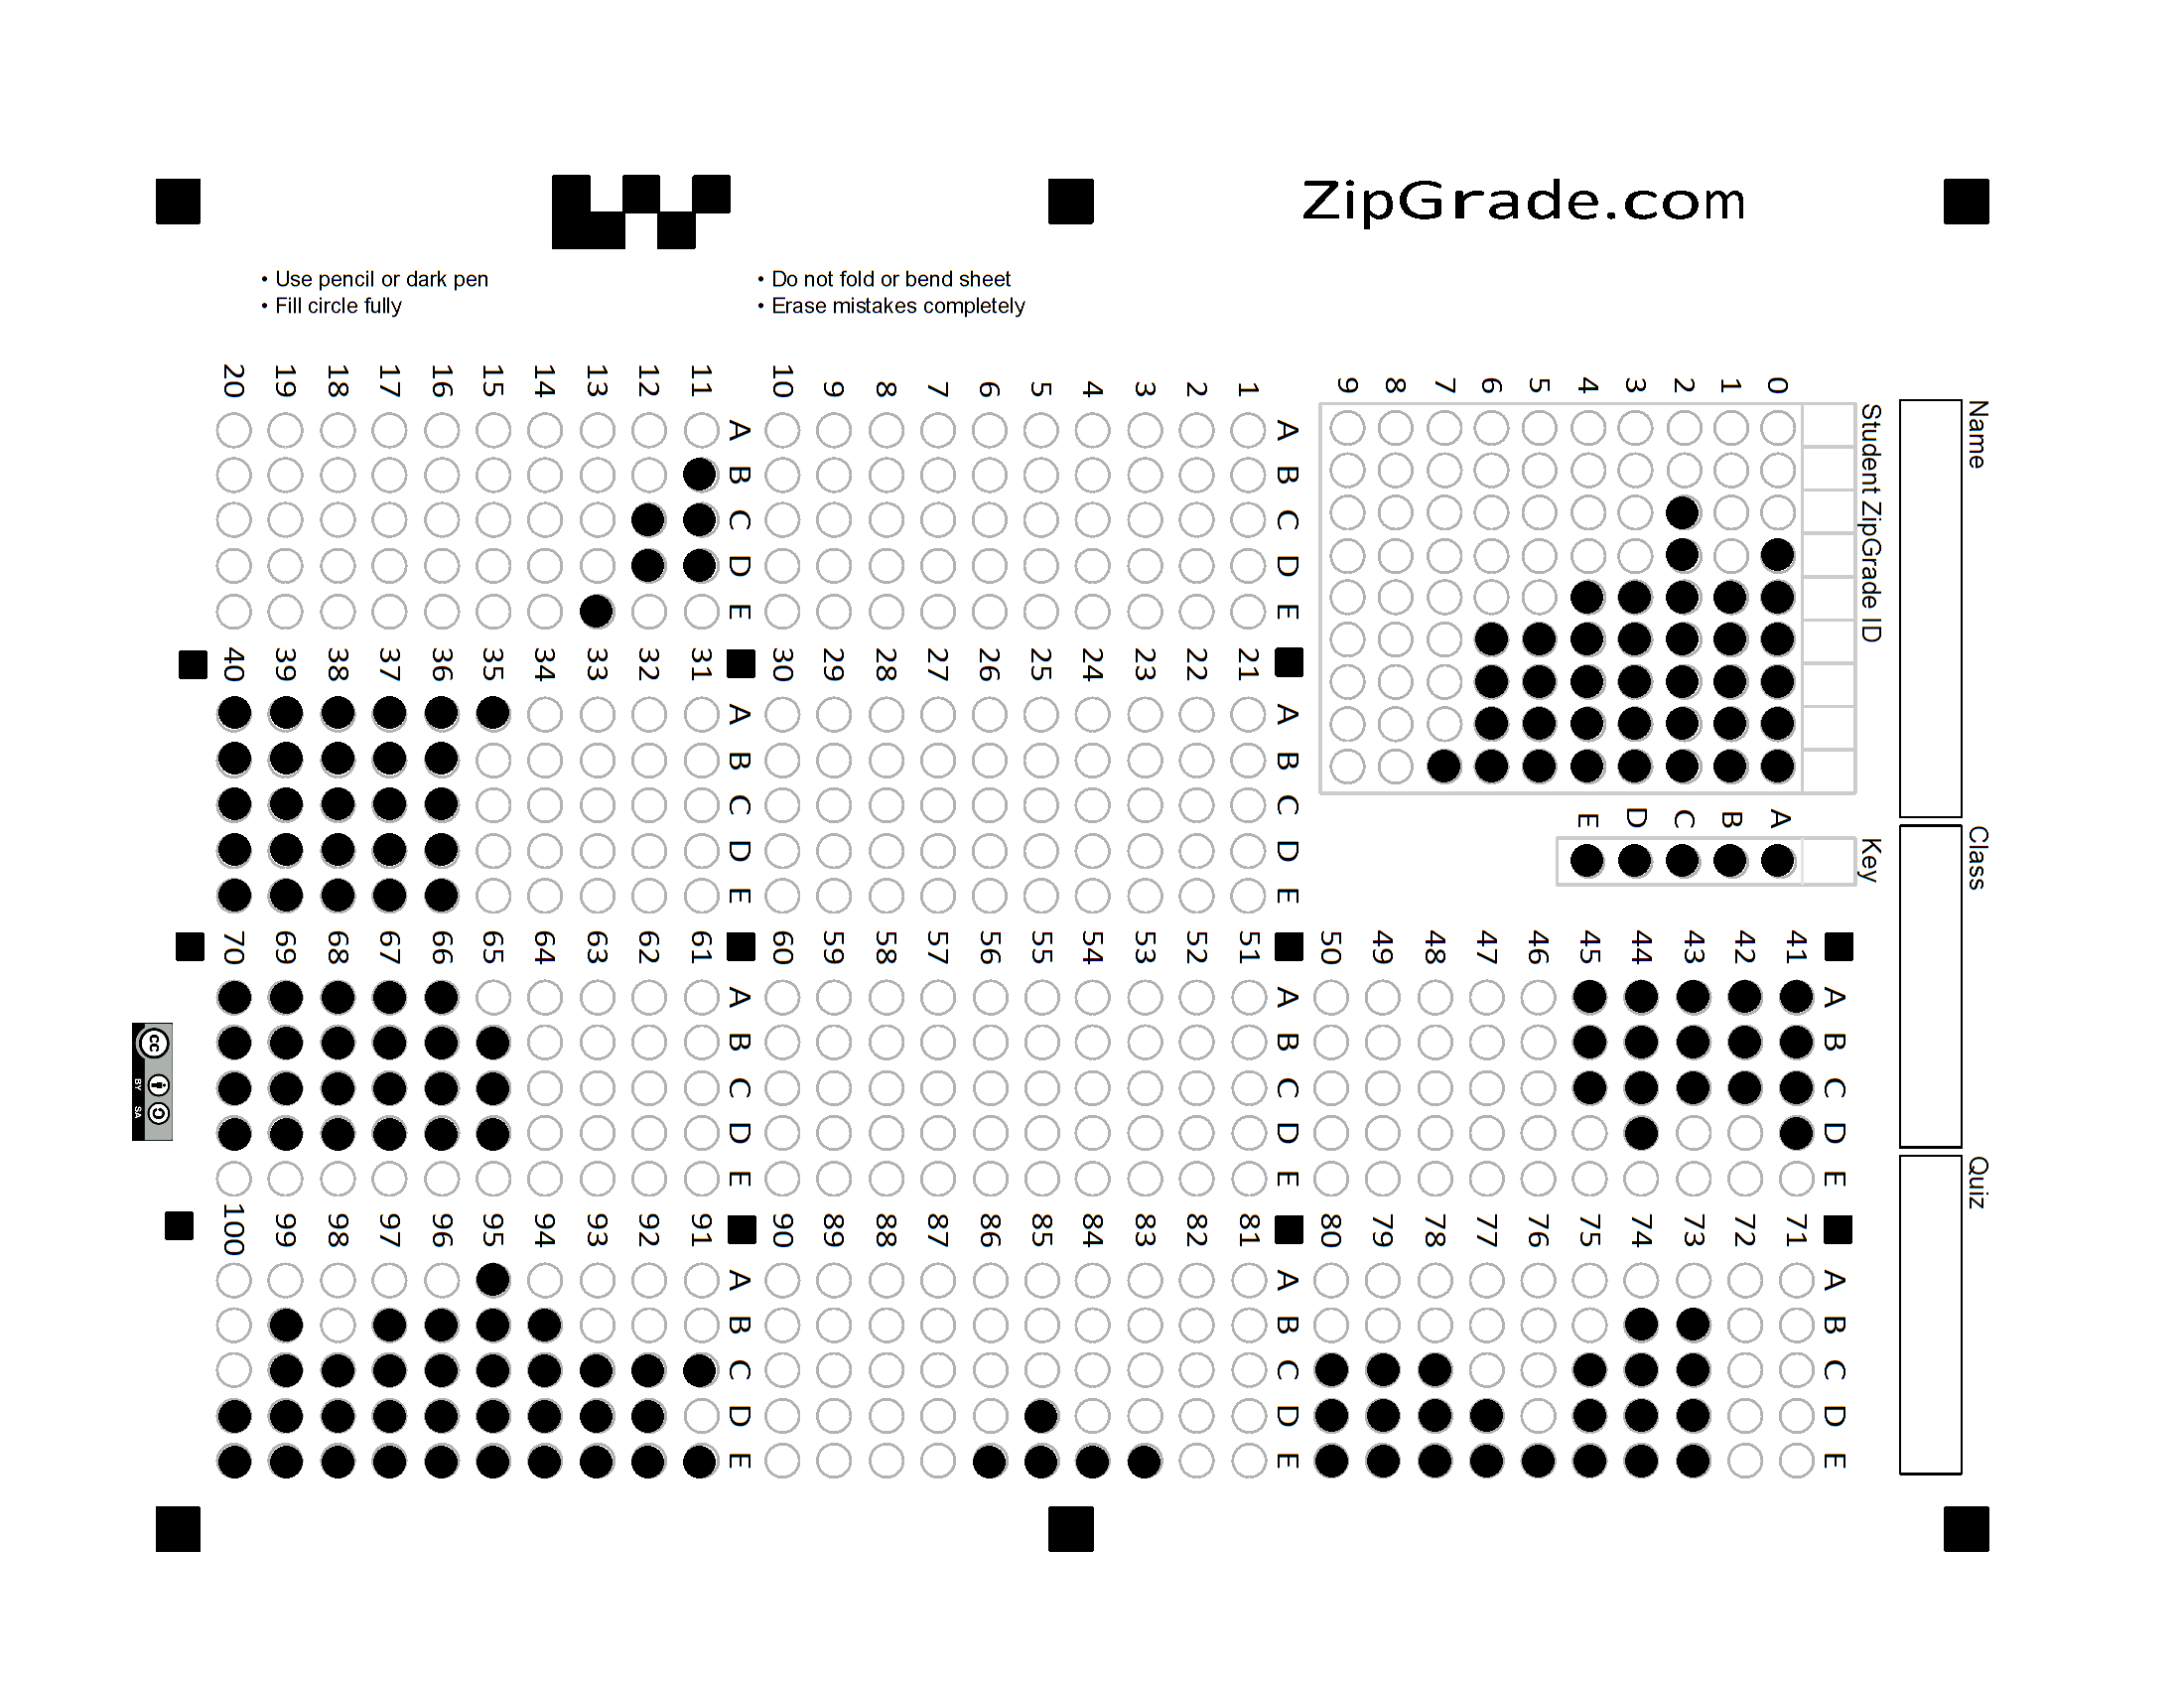 ZipGrade.com
• Use pencil or dark pen
• Fill circle fully
• Do not fold or bend sheet
• Erase mistakes completely
Name
Class
Quiz
Student ZipGrade ID
0 1 2 3 4 5 6 7 8 9
Key
A B C D E
A B C D E
1 2 3 4 5 6 7 8 9 10
A B C D E
11 12 13 14 15 16 17 18 19 20
A B C D E
21 22 23 24 25 26 27 28 29 30
A B C D E
31 32 33 34 35 36 37 38 39 40
A B C D E
41 42 43 44 45 46 47 48 49 50
A B C D E
51 52 53 54 55 56 57 58 59 60
A B C D E
61 62 63 64 65 66 67 68 69 70
A B C D E
71 72 73 74 75 76 77 78 79 80
A B C D E
81 82 83 84 85 86 87 88 89 90
A B C D E
91 92 93 94 95 96 97 98 99 100
cc
BY SA